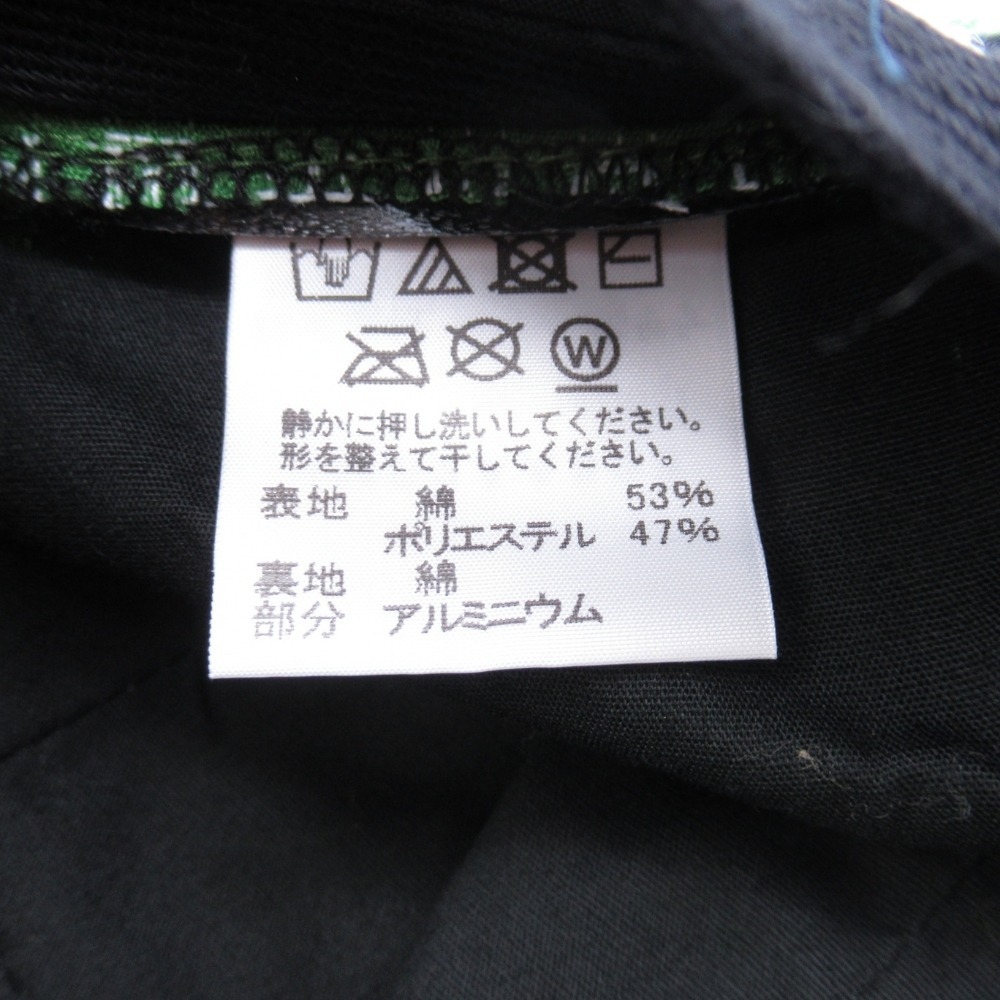 W
静かに押し洗いしてください。
形を整えて干してください。
表地 綿 53%
ポリエステル 47%
裏地 綿
部分 アルミニウム